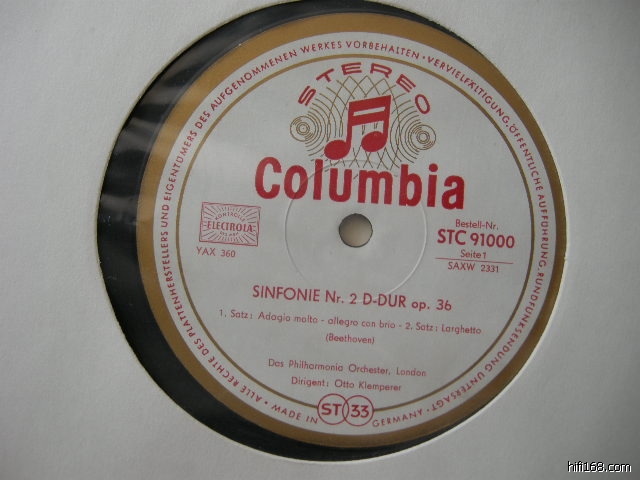 ALLE RECHTE DES PLATTENHERSTELLERS UND EIGENTÜMERS DES AUFGENOMMENEN WERKES VORBEHALTEN · VERVIELFÄLTIGUNG, ÖFFENTLICHE AUFFÜHRUNG, RUNDFUNKSENDUNG UNTERSAGT ·
STEREO
Columbia
ELECTROLA
YAX 360
Bestell-Nr.
STC 91000
Seite 1
SAXW 2331
SINFONIE Nr. 2 D-DUR op. 36
1. Satz: Adagio molto - allegro con brio - 2. Satz: Larghetto
(Beethoven)
Das Philharmonia Orchester, London
Dirigent: Otto Klemperer
MADE IN
ST 33
GERMANY
hifi168.com